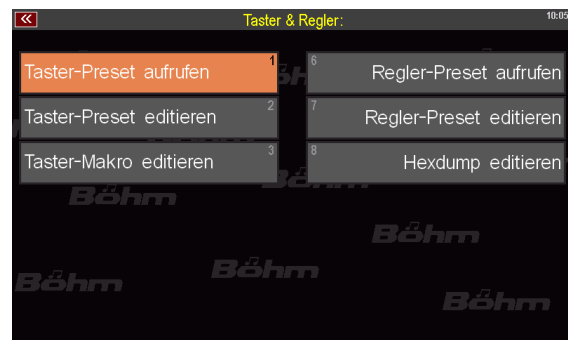 Taster & Regler:
10:05
Taster-Preset aufrufen 1
6 Regler-Preset aufrufen
Taster-Preset editieren 2
7 Regler-Preset editieren
Taster-Makro editieren 3
8 Hexdump editieren
Böhm
Böhm
Böhm
Böhm
Böhm